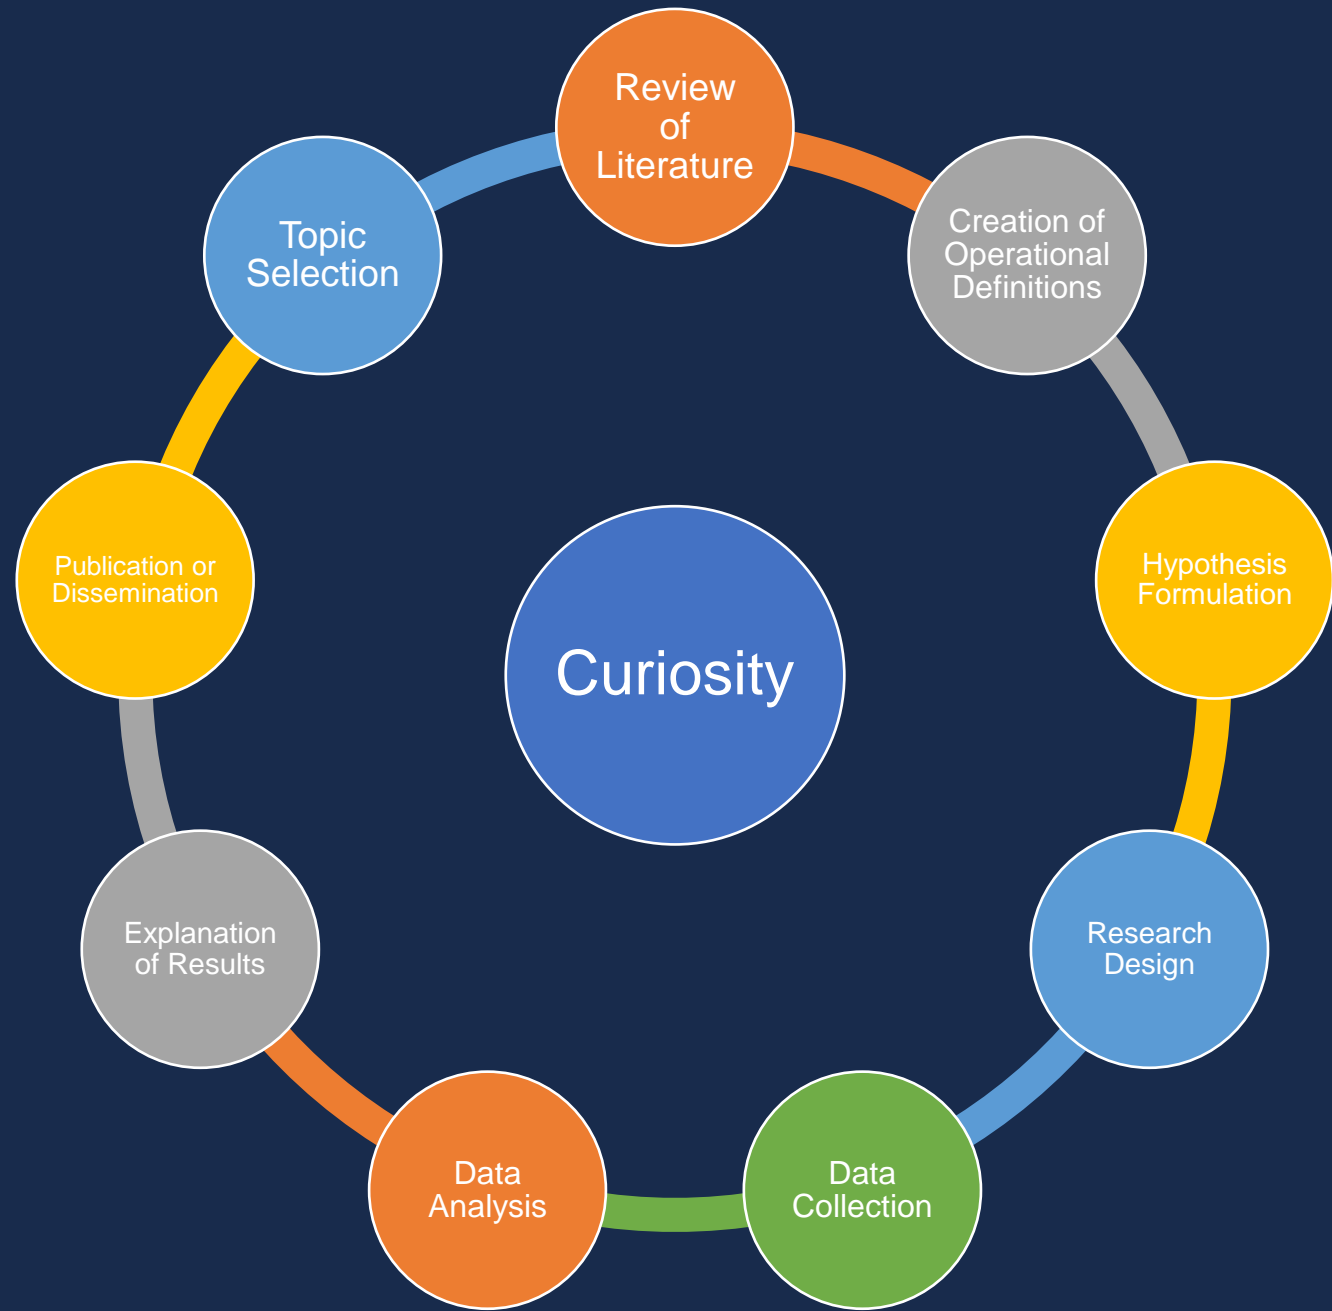 Review
of
Literature
Creation of
Operational
Definitions
Hypothesis
Formulation
Research
Design
Data
Collection
Data
Analysis
Explanation
of Results
Publication or
Dissemination
Topic
Selection
Curiosity